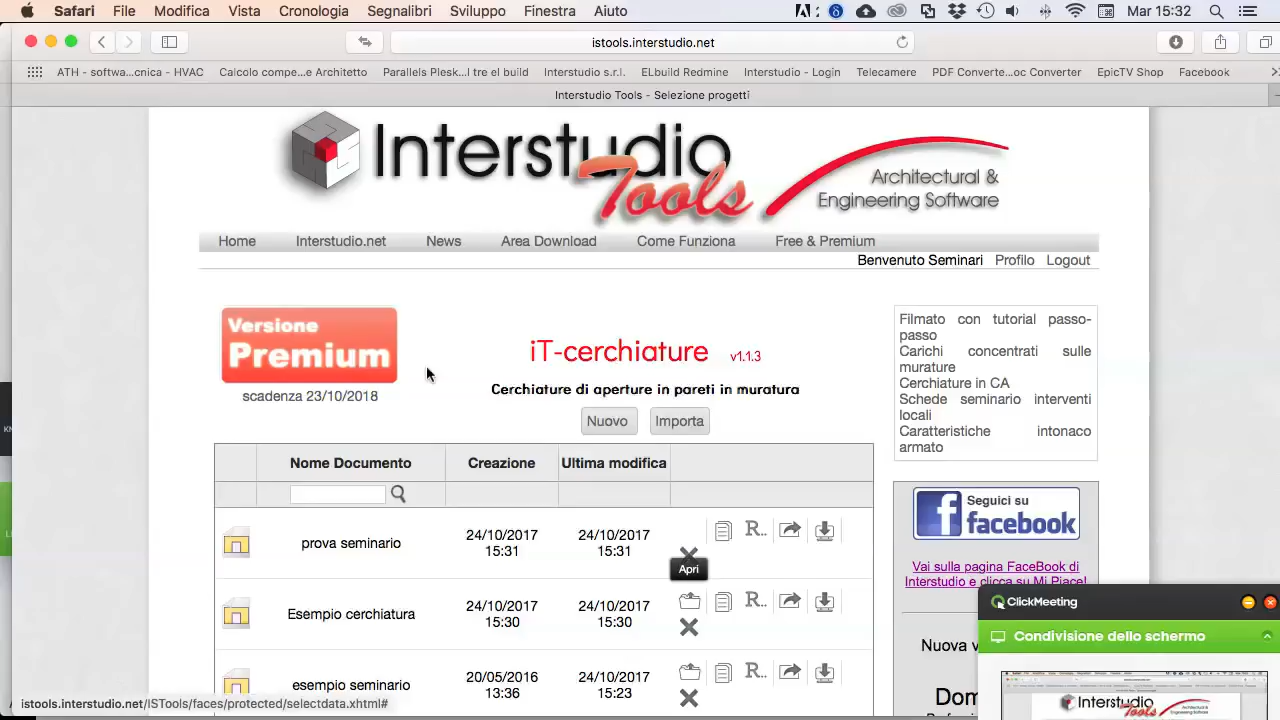 Safari File Modifica Vista Cronologia Segnalibri Sviluppo Finestra Aiuto Mar 15:32
istools.interstudio.net
ATH - softwa...cnica - HVAC Calcolo compe...e Architetto Parallels Plesk...l tre el build Interstudio s.r.l. ELbuild Redmine Interstudio - Login Telecamere PDF Converte...oc Converter EpicTV Shop Facebook
Interstudio Tools - Selezione progetti
Interstudio
Tools
Architectural &
Engineering Software
Home Interstudio.net News Area Download Come Funziona Free & Premium
Benvenuto Seminari Profilo Logout
Versione
Premium
scadenza 23/10/2018
iT-cerchiature v1.1.3
Cerchiature di aperture in pareti in muratura
Nuovo Importa
Filmato con tutorial passo-
passo
Carichi concentrati sulle
murature
Cerchiature in CA
Schede seminario interventi
locali
Caratteristiche intonaco
armato
Nome Documento Creazione Ultima modifica
prova seminario 24/10/2017 15:31 24/10/2017 15:31 R..
Apri
Esempio cerchiatura 24/10/2017 15:30 24/10/2017 15:30 R..
esempio seminario 20/05/2016 13:36 24/10/2017 15:23 R..
Seguici su
facebook
Vai sulla pagina FaceBook di
Interstudio e clicca su Mi Piace!
Nuova v
Dom
ClickMeeting
Condivisione dello schermo
Interstudio
Tools
istools.interstudio.net/ISTools/faces/protected/selectdata.xhtml#